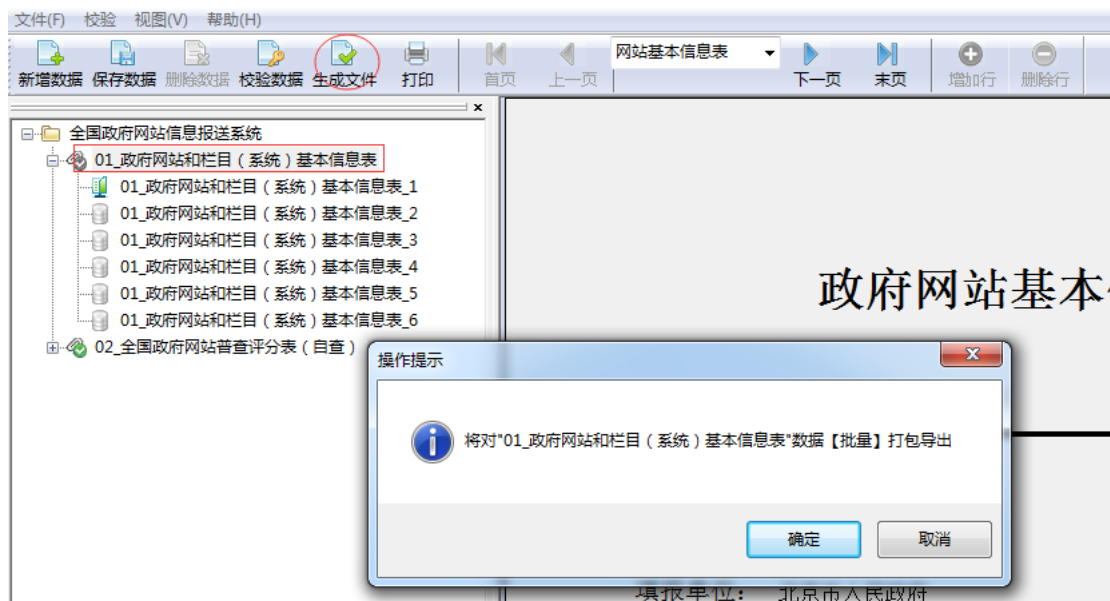 文件(F) 校验 视图(V) 帮助(H)
新增数据 保存数据 删除数据 校验数据 生成文件 打印 首页 上一页 网站基本信息表 下一页 末页 增加行 删除行
全国政府网站信息报送系统
01_政府网站和栏目（系统）基本信息表
01_政府网站和栏目（系统）基本信息表_1
01_政府网站和栏目（系统）基本信息表_2
01_政府网站和栏目（系统）基本信息表_3
01_政府网站和栏目（系统）基本信息表_4
01_政府网站和栏目（系统）基本信息表_5
01_政府网站和栏目（系统）基本信息表_6
02_全国政府网站普查评分表（自查）
政府网站基本
操作提示
将对"01_政府网站和栏目（系统）基本信息表"数据【批量】打包导出
确定 取消
填报单位： 北京市人民政府